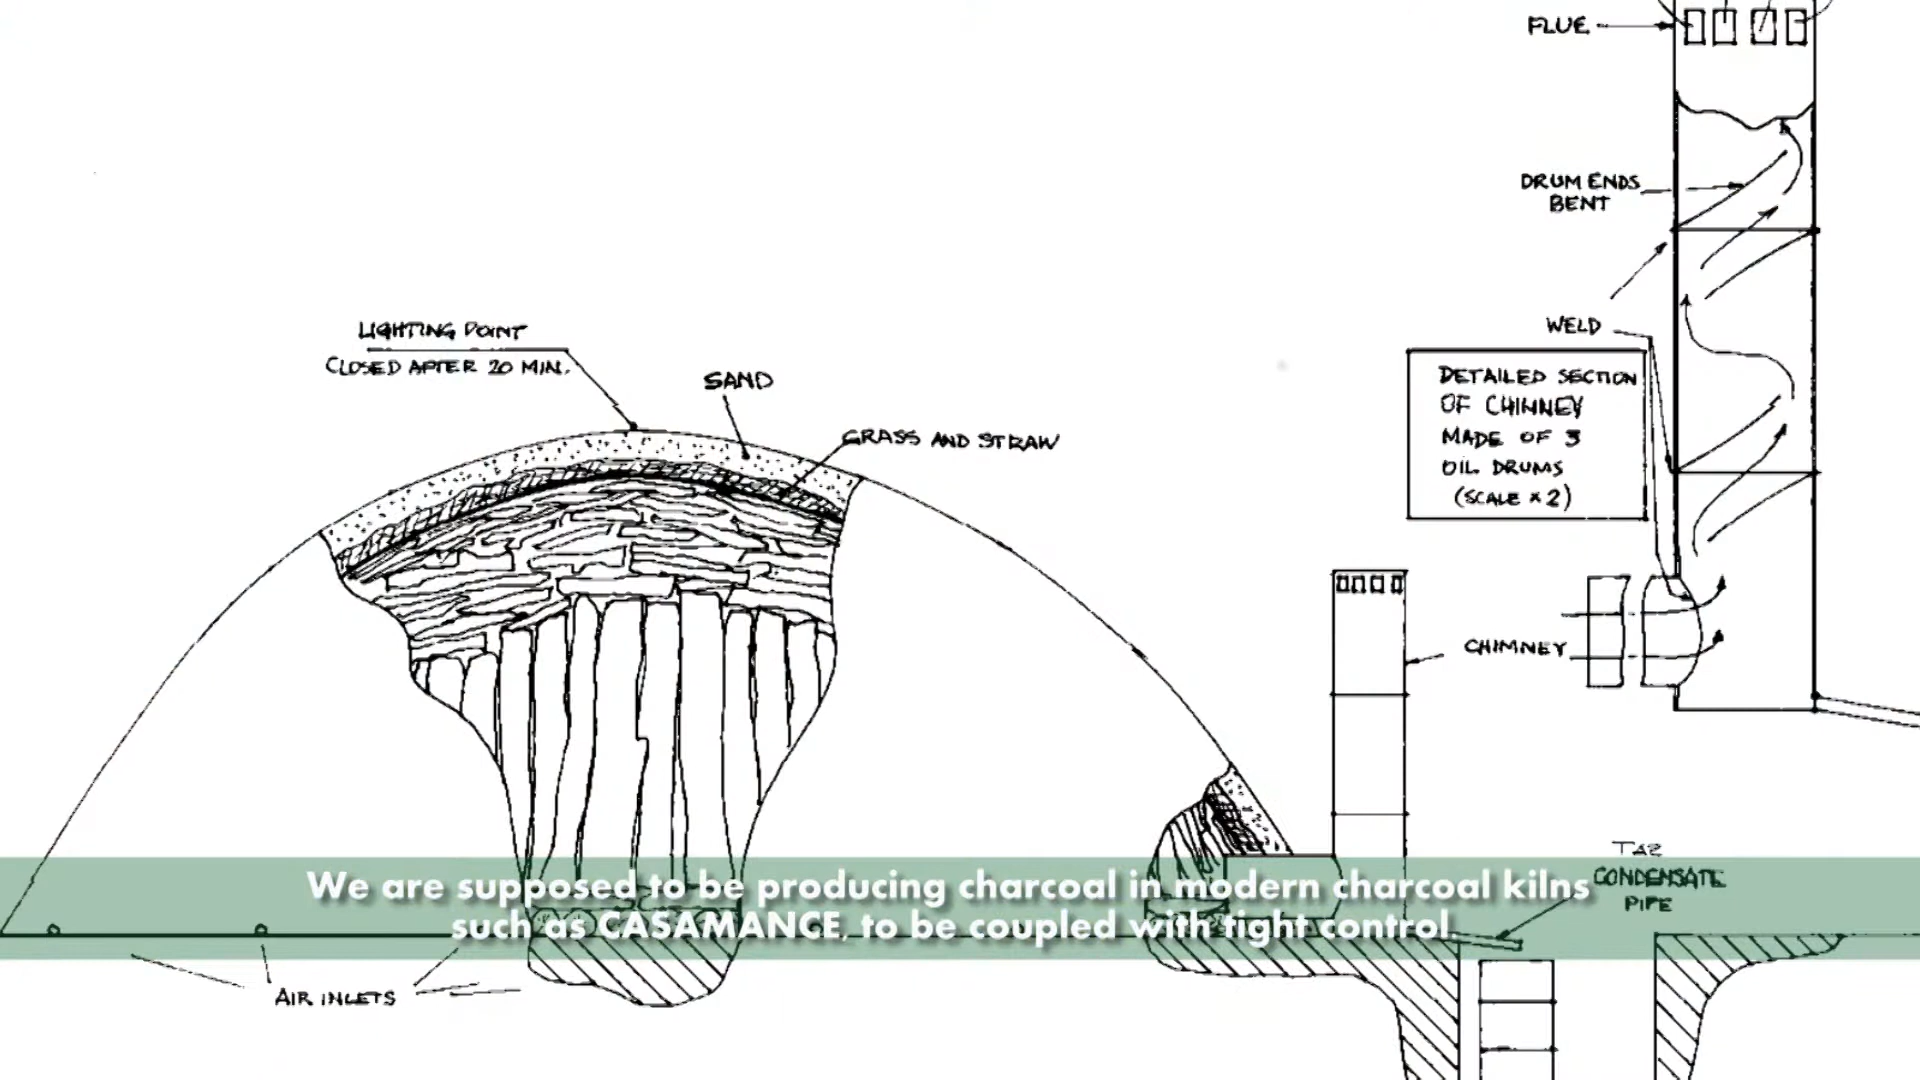 FLUE
DRUM ENDS
BENT
WELD
LIGHTING POINT
CLOSED AFTER 20 MIN.
SAND
GRASS AND STRAW
DETAILED SECTION
OF CHIMNEY
MADE OF 3
OIL DRUMS
(SCALE x 2)
CHIMNEY
TAR
CONDENSATE
PIPE
We are supposed to be producing charcoal in modern charcoal kilns
such as CASAMANCE, to be coupled with tight control.
AIR INLETS